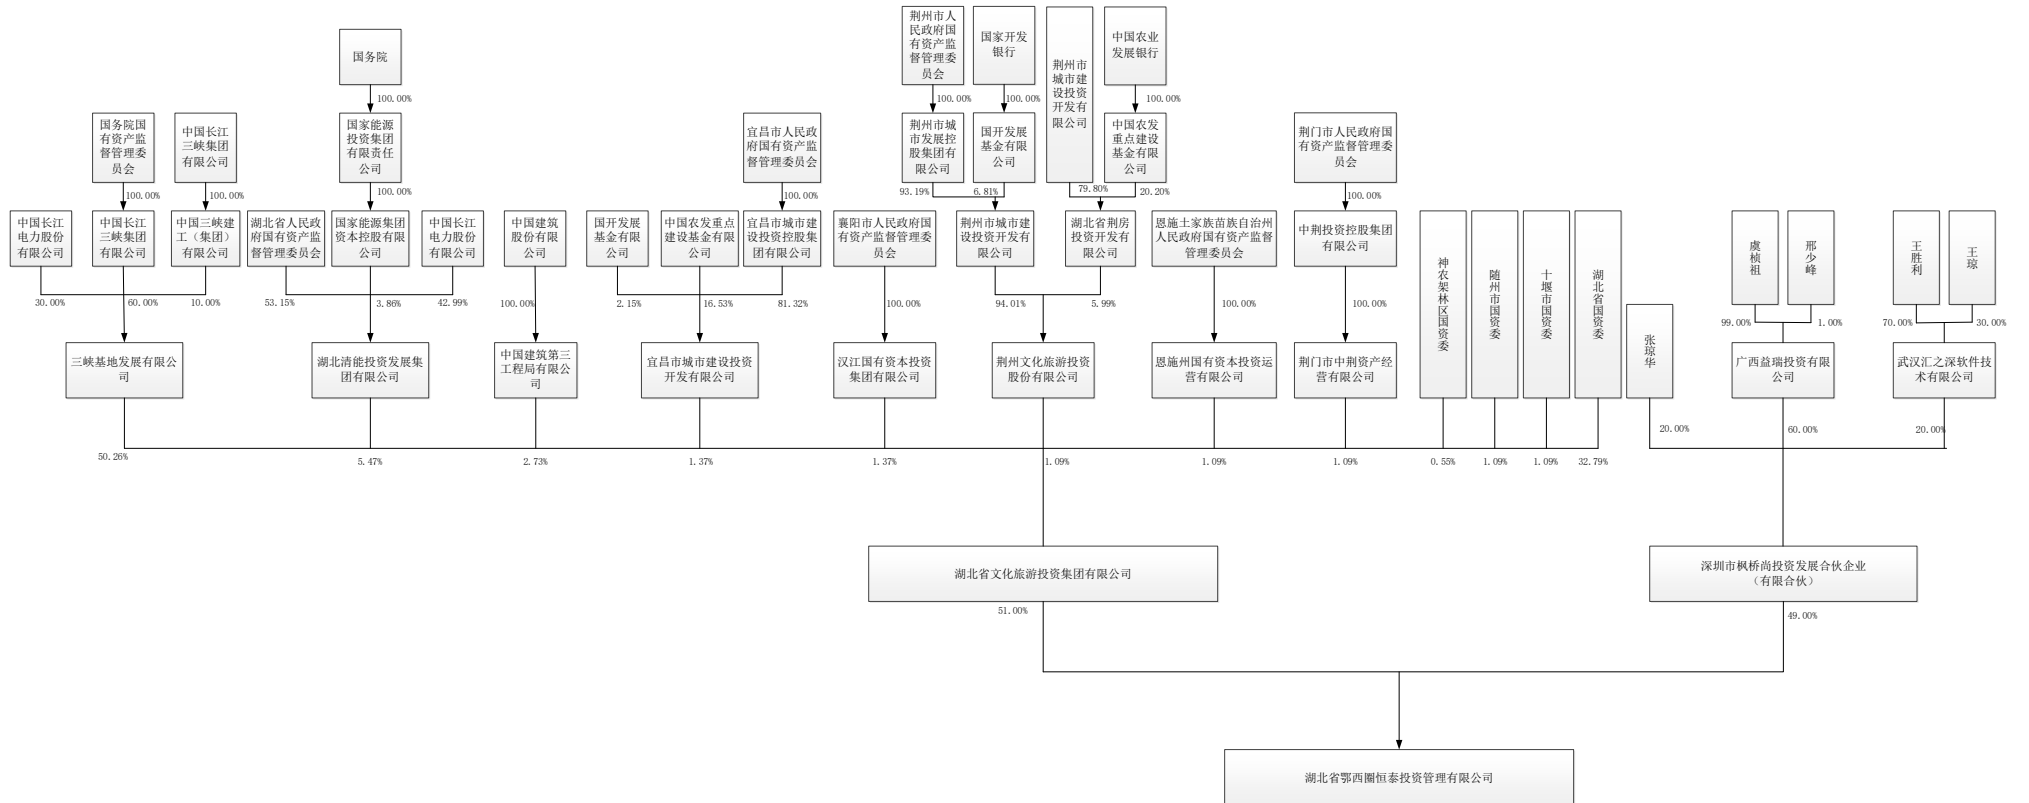 荆州市人
民政府国
有资产监
督管理委
员会
国家开发
银行
荆州市
城市建
设投资
开发有
限公司
中国农业
发展银行
国务院
100.00%
100.00%
100.00%
100.00%
国务院国
有资产监
督管理委
员会
中国长江
三峡集团
有限公司
国家能源
投资集团
有限责任
公司
宜昌市人民政
府国有资产监
督管理委员会
荆州市城
市发展控
股集团有
限公司
国开发展
基金有限
公司
中国农发
重点建设
基金有限
公司
荆门市人民政府国
有资产监督管理委
员会
100.00%
100.00%
100.00%
100.00%
93.19%
6.81%
79.80%
20.20%
100.00%
中国长江
电力股份
有限公司
中国长江
三峡集团
有限公司
中国三峡建
工（集团）
有限公司
湖北省人民政
府国有资产监
督管理委员会
国家能源集团
资本控股有限
公司
中国长江
电力股份
有限公司
中国建筑
股份有限
公司
国开发展
基金有限
公司
中国农发重点
建设基金有限
公司
宜昌市城市建
设投资控股集
团有限公司
襄阳市人民政府国
有资产监督管理委
员会
荆州市城市建
设投资开发有
限公司
湖北省荆房
投资开发有
限公司
恩施土家族苗族自治州
人民政府国有资产监督
管理委员会
中荆投资控股集团
有限公司
神农架林区国资委
随州市国资委
十堰市国资委
湖北省国资委
虞桢祖
邢少峰
王胜利
王琼
30.00%
60.00%
10.00%
53.15%
3.86%
42.99%
100.00%
2.15%
16.53%
81.32%
100.00%
94.01%
5.99%
100.00%
100.00%
张琼华
99.00%
1.00%
70.00%
30.00%
三峡基地发展有限公
司
湖北清能投资发展集
团有限公司
中国建筑第三
工程局有限公
司
宜昌市城市建设投资
开发有限公司
汉江国有资本投资
集团有限公司
荆州文化旅游投资
股份有限公司
恩施州国有资本投资运
营有限公司
荆门市中荆资产经
营有限公司
广西益瑞投资有限
公司
武汉汇之深软件技
术有限公司
20.00%
60.00%
20.00%
50.26%
5.47%
2.73%
1.37%
1.37%
1.09%
1.09%
1.09%
0.55%
1.09%
1.09%
32.79%
湖北省文化旅游投资集团有限公司
深圳市枫桥尚投资发展合伙企业
（有限合伙）
51.00%
49.00%
湖北省鄂西圈恒泰投资管理有限公司